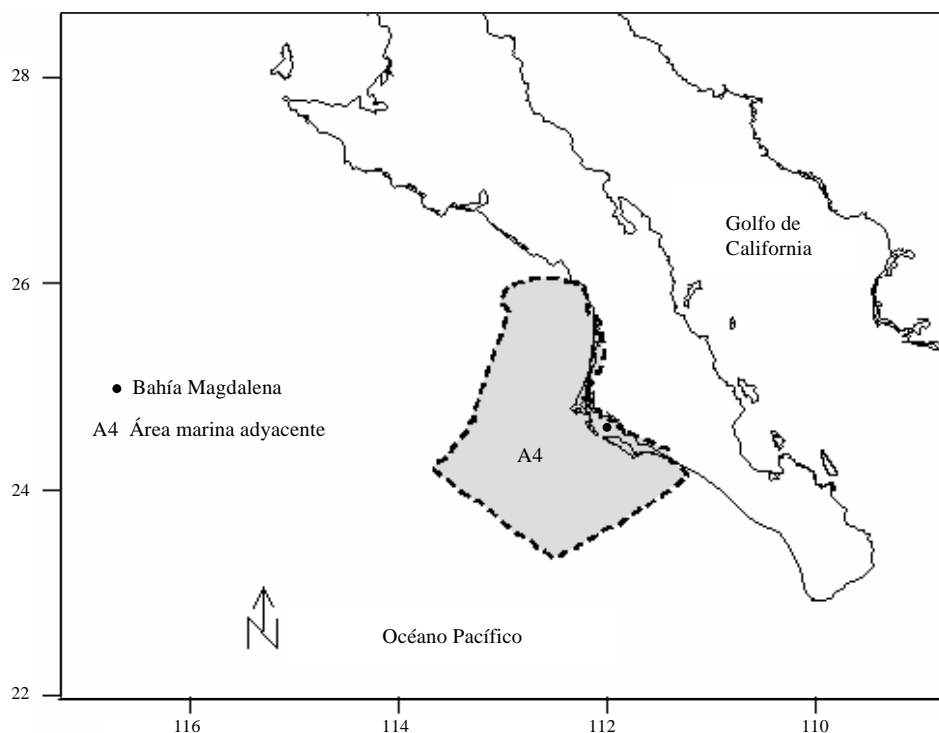 28
Golfo de
California
26
● Bahía Magdalena
A4 Área marina adyacente
A4
24
N
Océano Pacífico
22
116 114 112 110